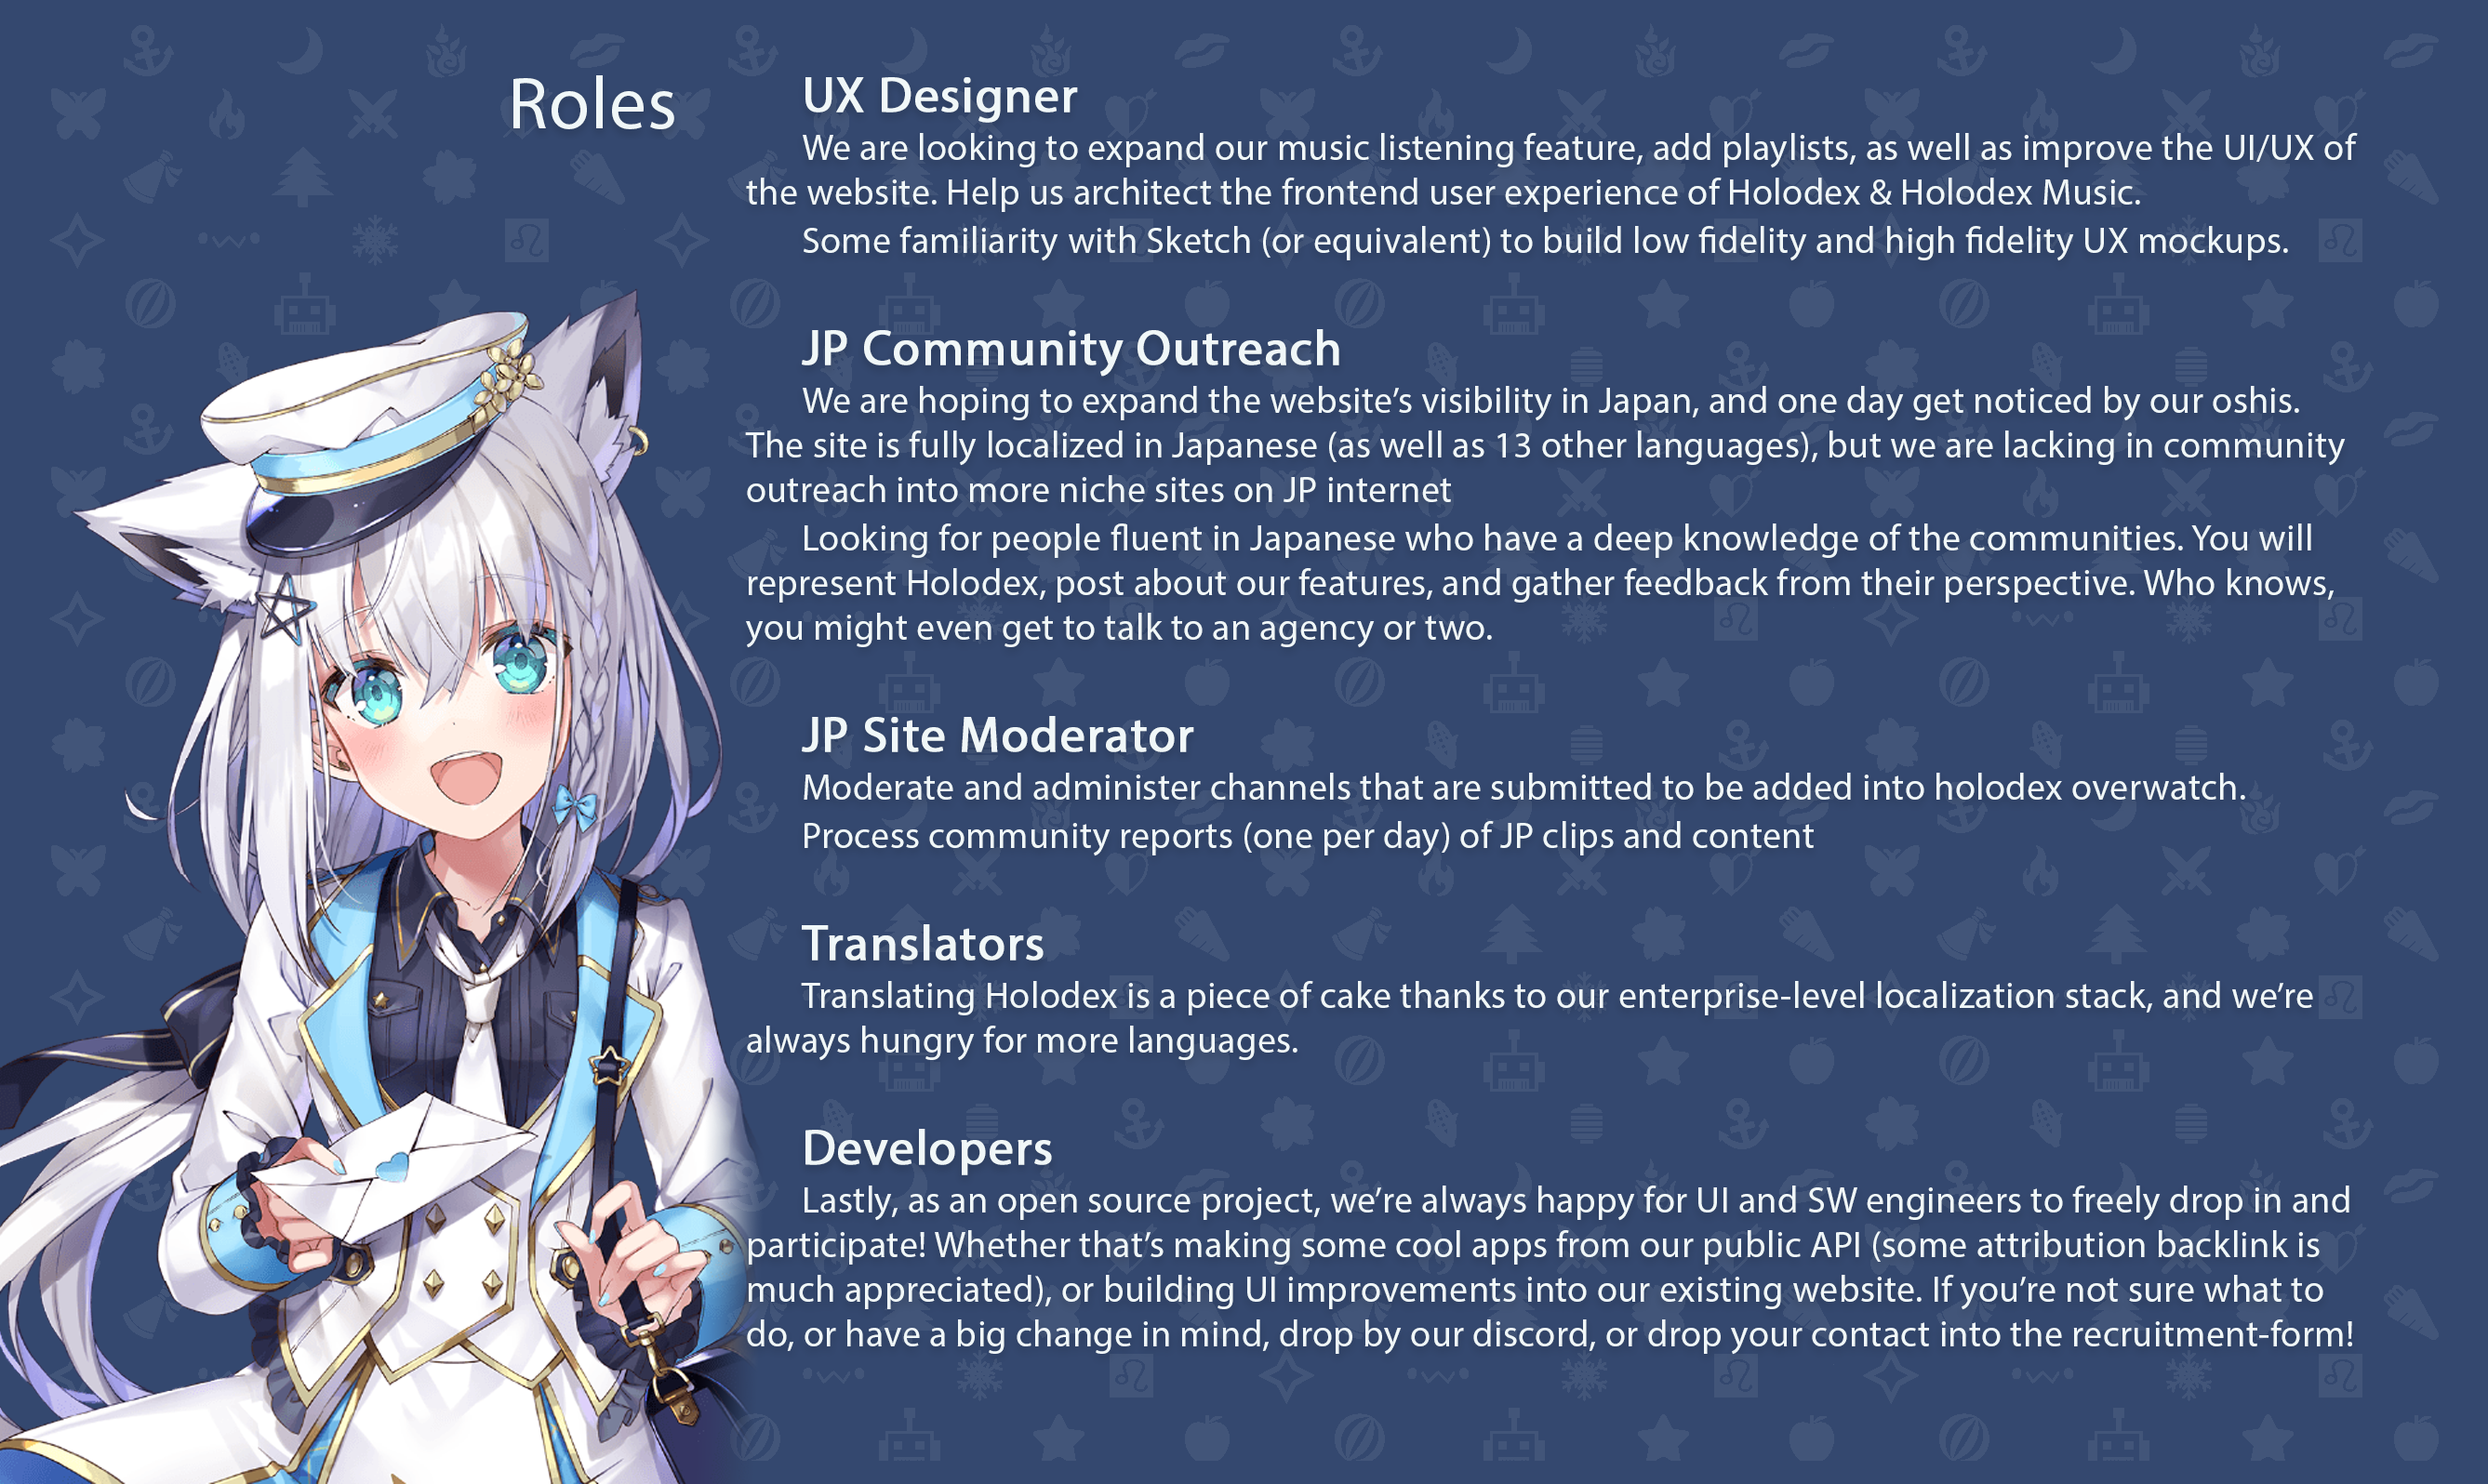 Roles
UX Designer
We are looking to expand our music listening feature, add playlists, as well as improve the UI/UX of
the website. Help us architect the frontend user experience of Holodex & Holodex Music.
Some familiarity with Sketch (or equivalent) to build low fidelity and high fidelity UX mockups.
JP Community Outreach
We are hoping to expand the website’s visibility in Japan, and one day get noticed by our oshis.
The site is fully localized in Japanese (as well as 13 other languages), but we are lacking in community
outreach into more niche sites on JP internet
Looking for people fluent in Japanese who have a deep knowledge of the communities. You will
represent Holodex, post about our features, and gather feedback from their perspective. Who knows,
you might even get to talk to an agency or two.
JP Site Moderator
Moderate and administer channels that are submitted to be added into holodex overwatch.
Process community reports (one per day) of JP clips and content
Translators
Translating Holodex is a piece of cake thanks to our enterprise-level localization stack, and we’re
always hungry for more languages.
Developers
Lastly, as an open source project, we’re always happy for UI and SW engineers to freely drop in and
participate! Whether that’s making some cool apps from our public API (some attribution backlink is
much appreciated), or building UI improvements into our existing website. If you’re not sure what to
do, or have a big change in mind, drop by our discord, or drop your contact into the recruitment-form!